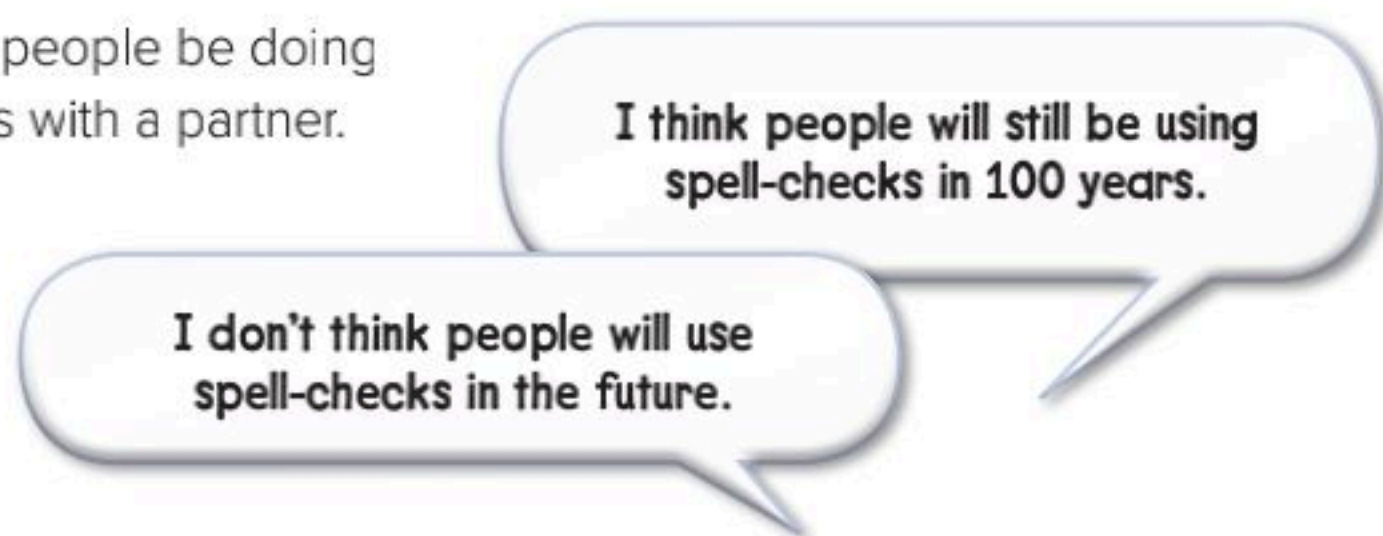 people be doing
s with a partner.
I think people will still be using
spell-checks in 100 years.
I don't think people will use
spell-checks in the future.